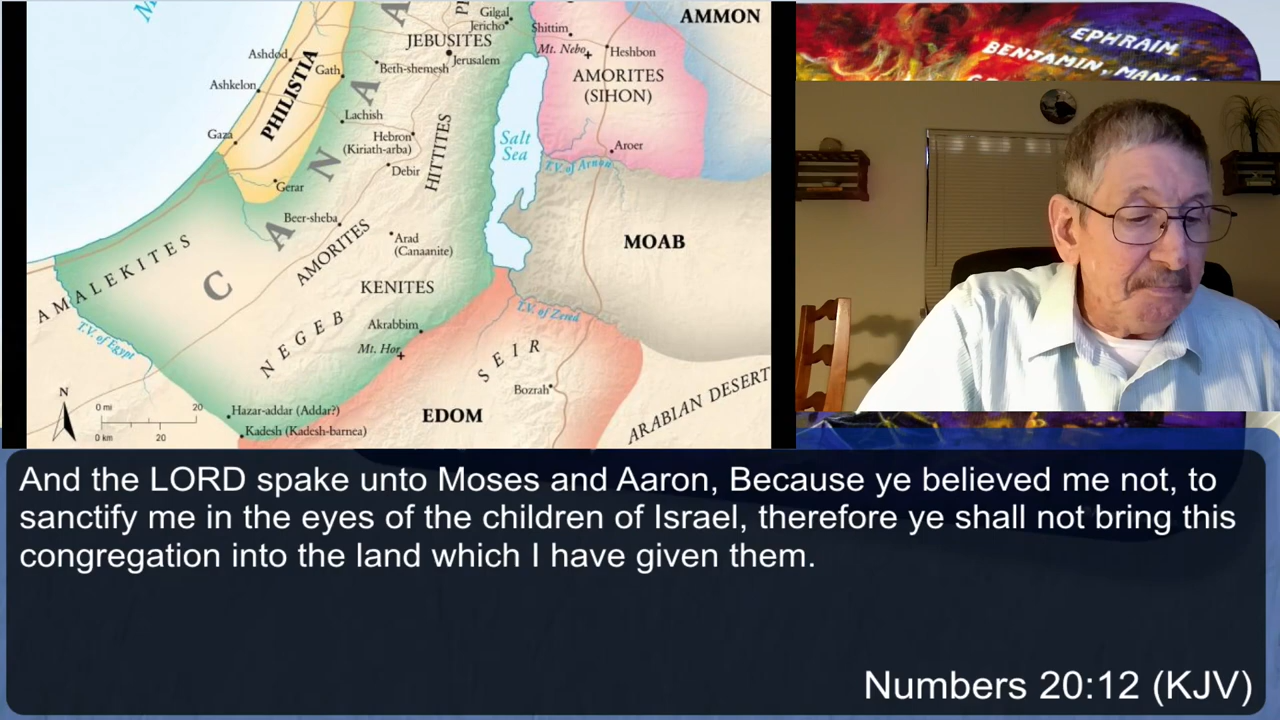 AMMON
Gilgal
Jericho
Shittim
JEBUSITES
Mt. Nebo
Heshbon
Ashdod
Jerusalem
Gath
Beth-shemesh
AMORITES
(SIHON)
Ashkelon
PHILISTIA
Lachish
Salt
Sea
Gaza
Hebron
(Kiriath-arba)
HITTITES
Aroer
T.V. of Arnon
Debir
Gerar
CANAA
Beer-sheba
AMORITES
Arad
(Canaanite)
MOAB
AMALEKITES
KENITES
T.V. of Zered
T.V. of Egypt
Akrabbim
NEGEB
Mt. Hor
SEIR
Bozrah
ARABIAN DESERT
N
0 mi 20
0 km 20
Hazar-addar (Addar?)
EDOM
Kadesh (Kadesh-barnea)
EPHRAIM
BENJAMIN, MANAS
And the LORD spake unto Moses and Aaron, Because ye believed me not, to
sanctify me in the eyes of the children of Israel, therefore ye shall not bring this
congregation into the land which I have given them.
Numbers 20:12 (KJV)